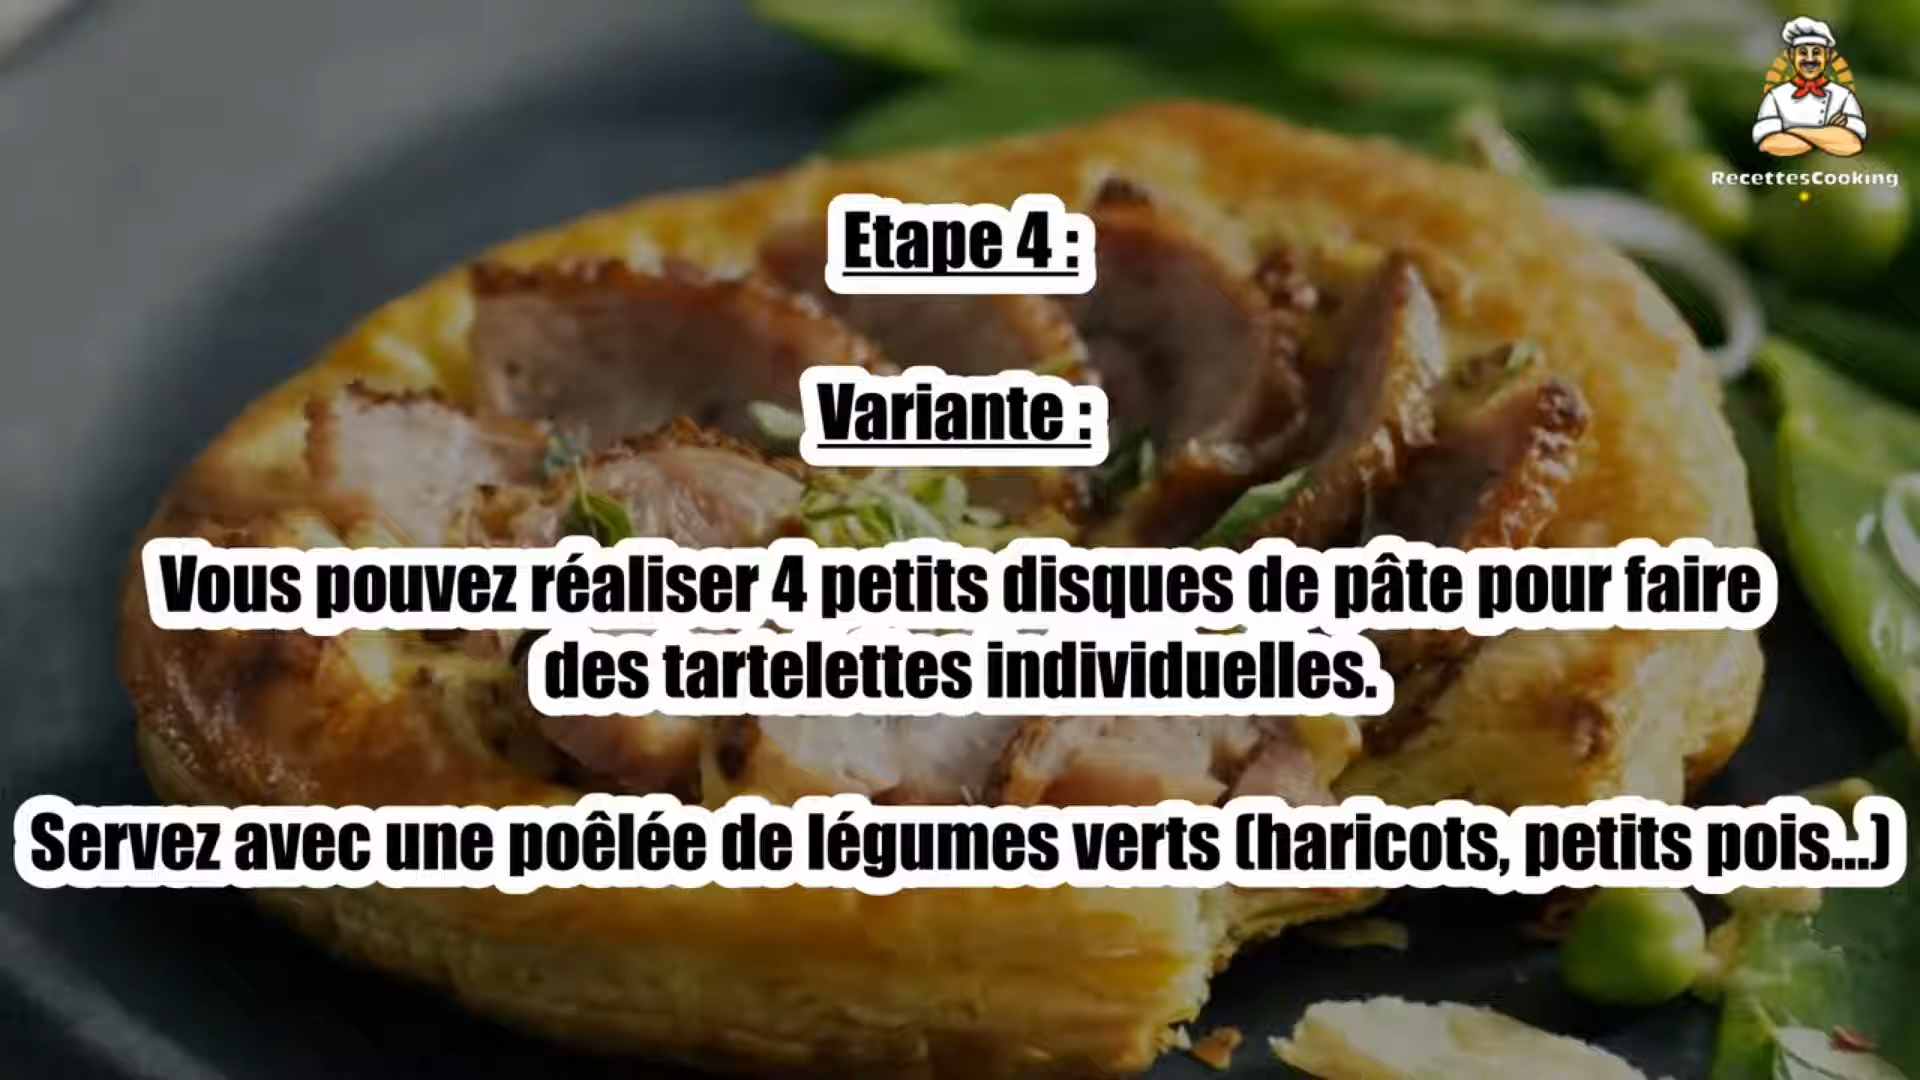 RecettesCooking
Etape 4 :
Variante :
Vous pouvez réaliser 4 petits disques de pâte pour faire
des tartelettes individuelles.
Servez avec une poêlée de légumes verts (haricots, petits pois...)